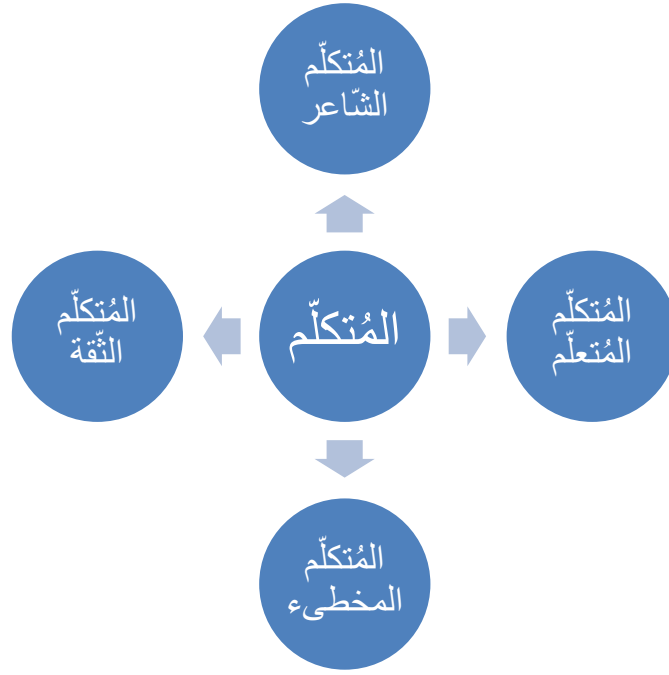 المُتكلّم
الشّاعر
المُتكلّم
المُتعلّم
المُتكلّم
المُتكلّم
الثّقة
المُتكلّم
المخطىء